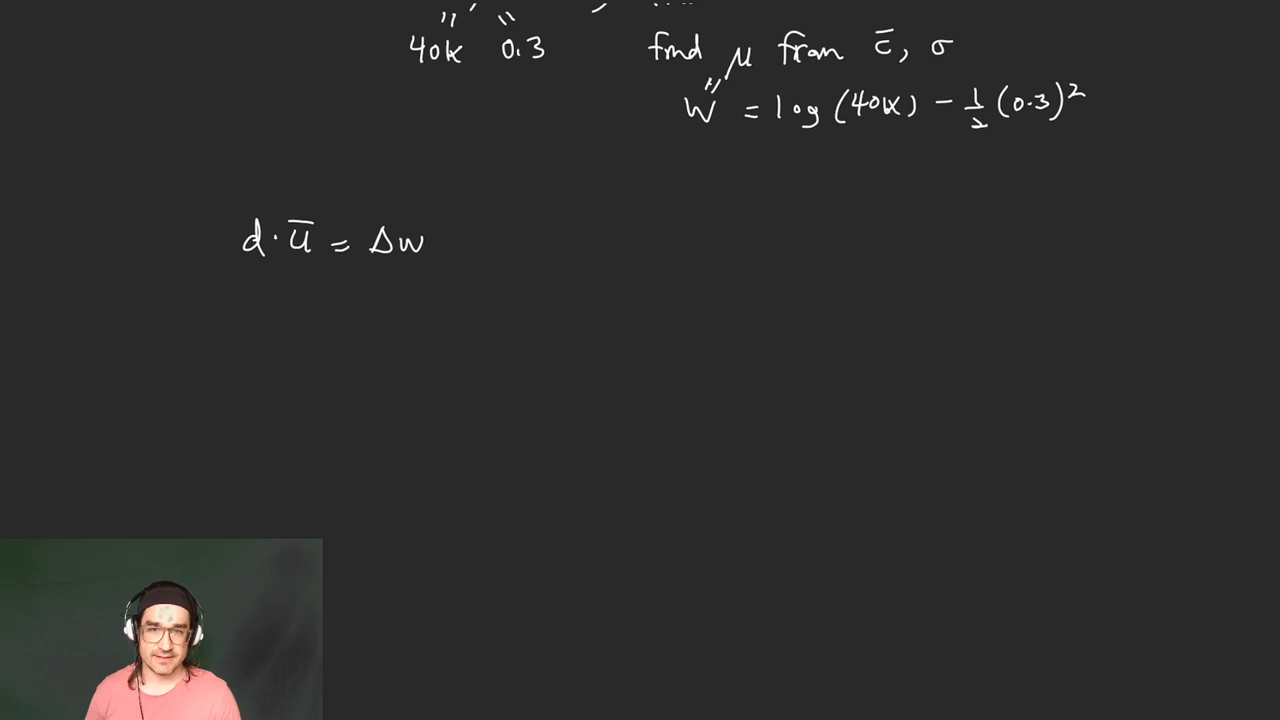 40k 0.3 find μ from c̄, σ
w = log (40k) - 1/2 (0.3)²
d · ū = Δw